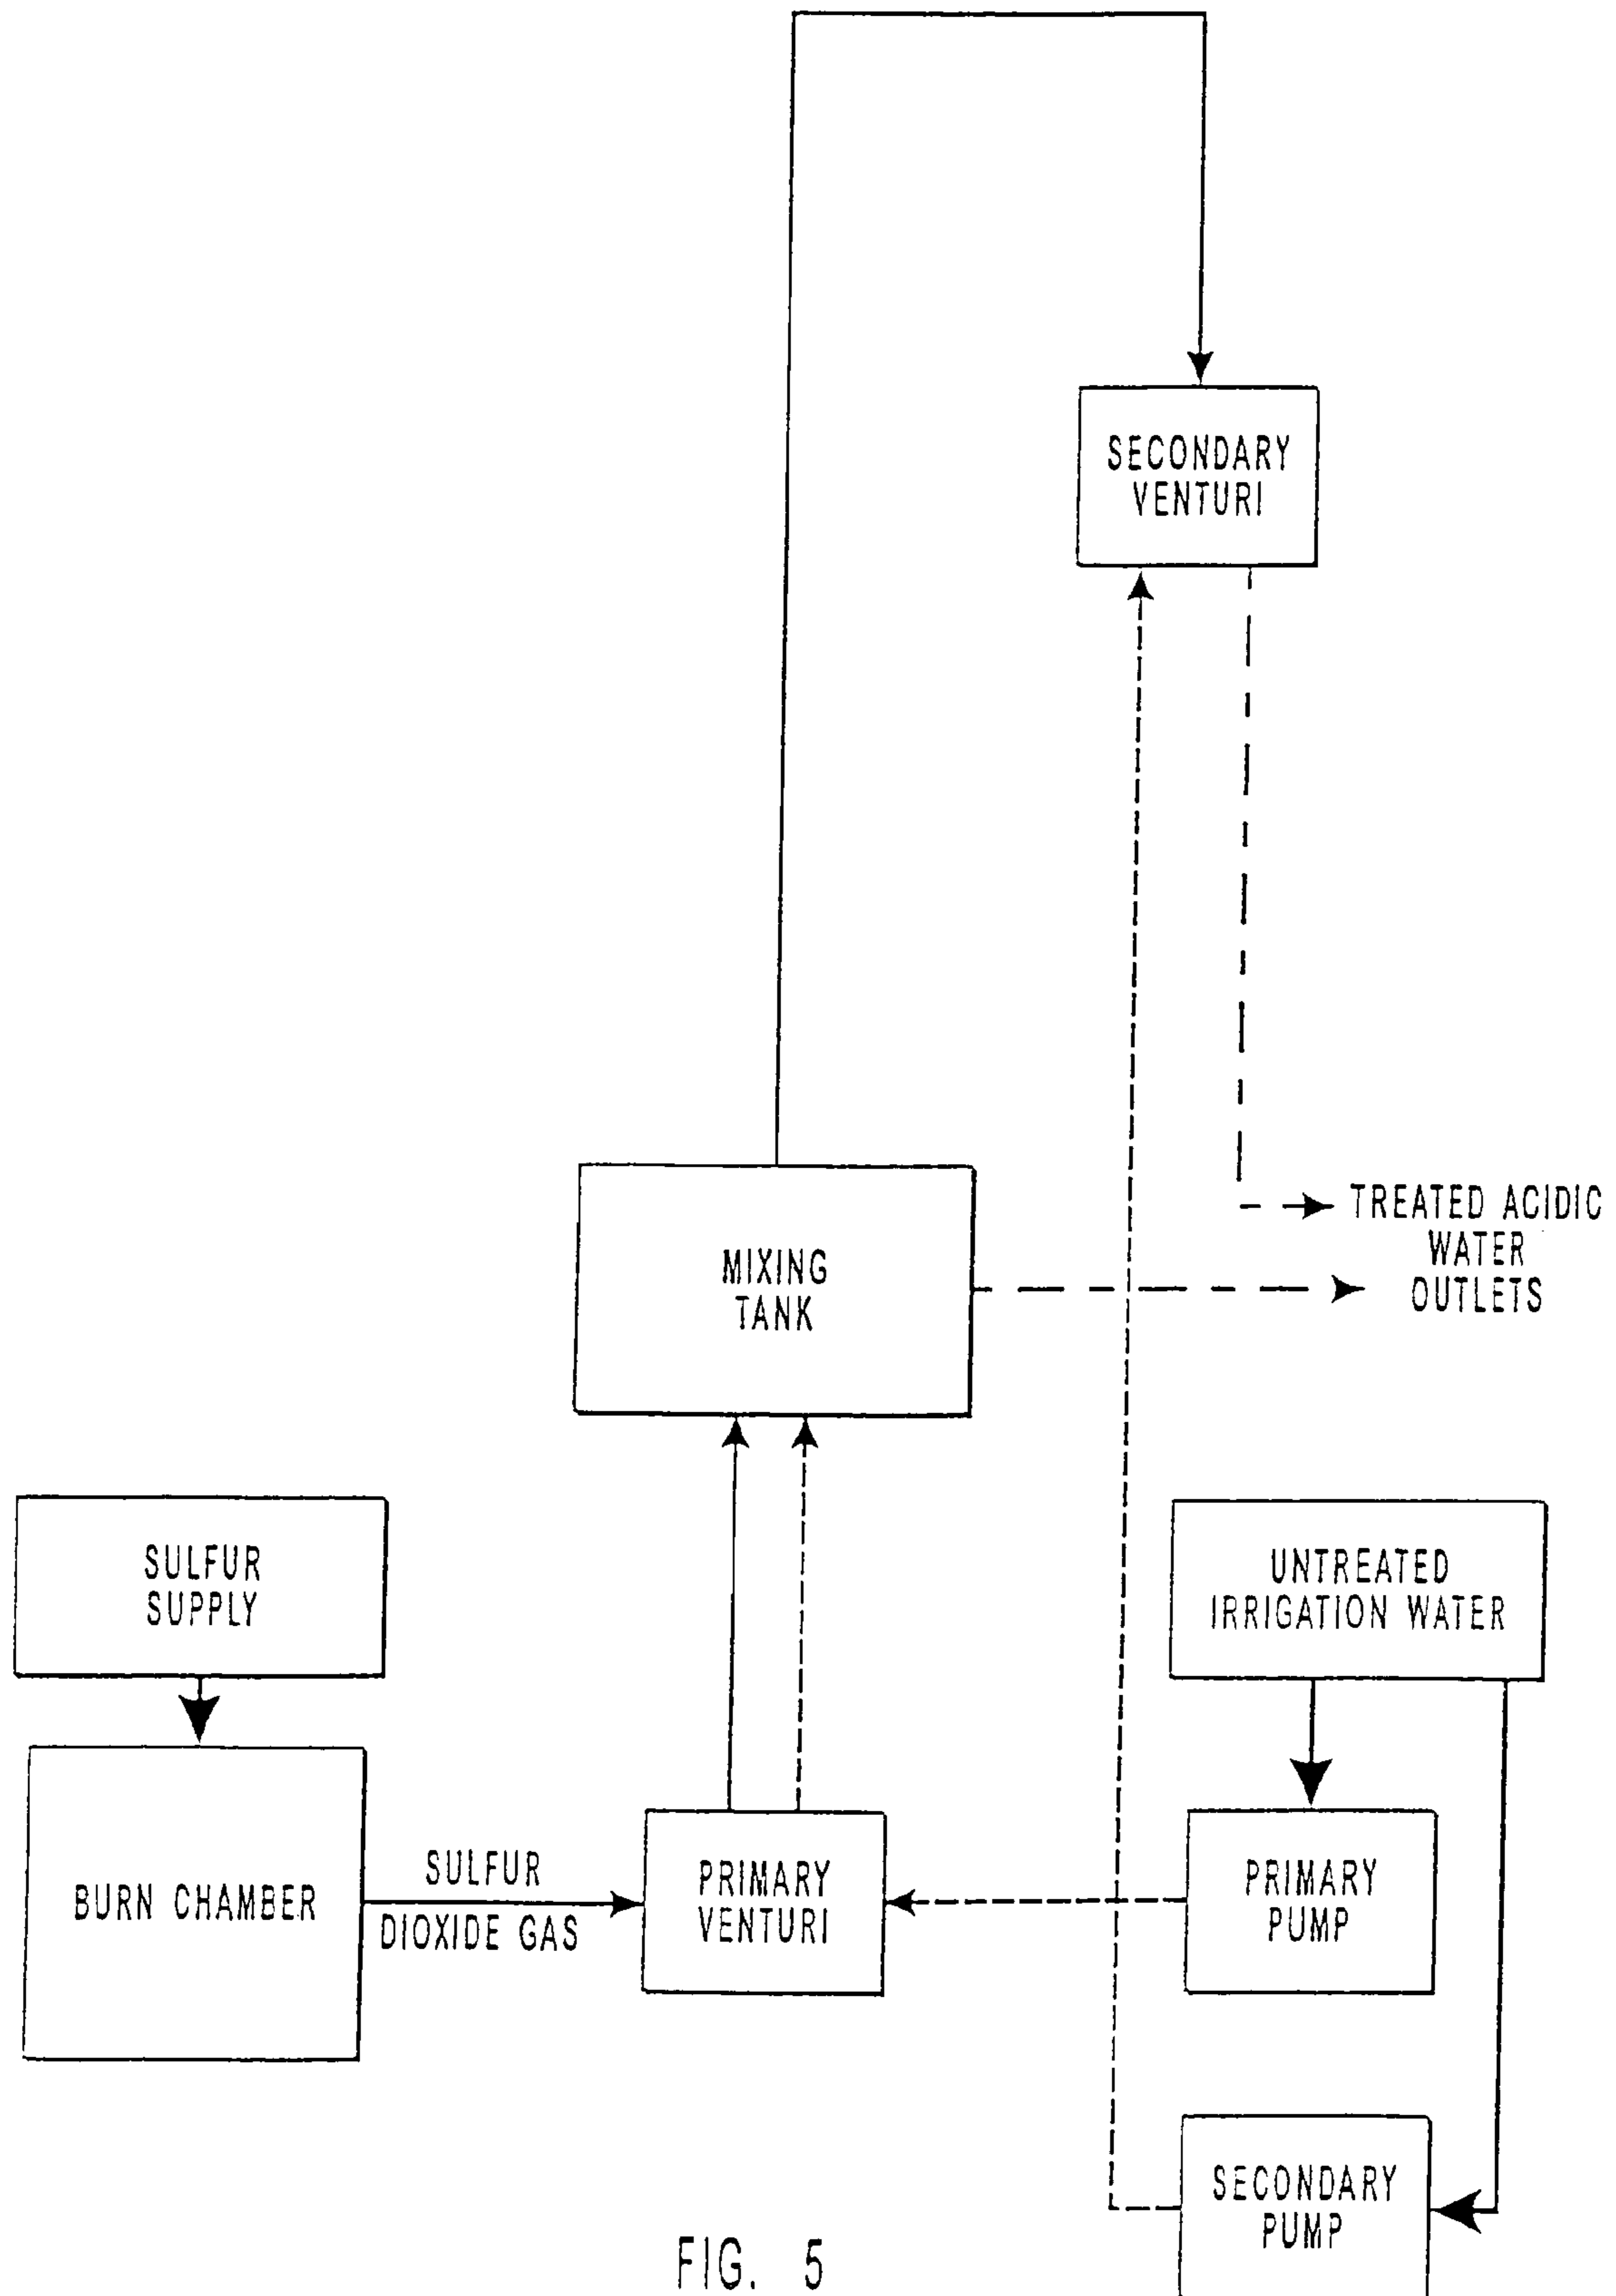 SECONDARY
VENTURI
TREATED ACIDIC
WATER
OUTLETS
MIXING
TANK
SULFUR
SUPPLY
UNTREATED
IRRIGATION WATER
BURN CHAMBER
SULFUR
DIOXIDE GAS
PRIMARY
VENTURI
PRIMARY
PUMP
SECONDARY
PUMP
FIG. 5